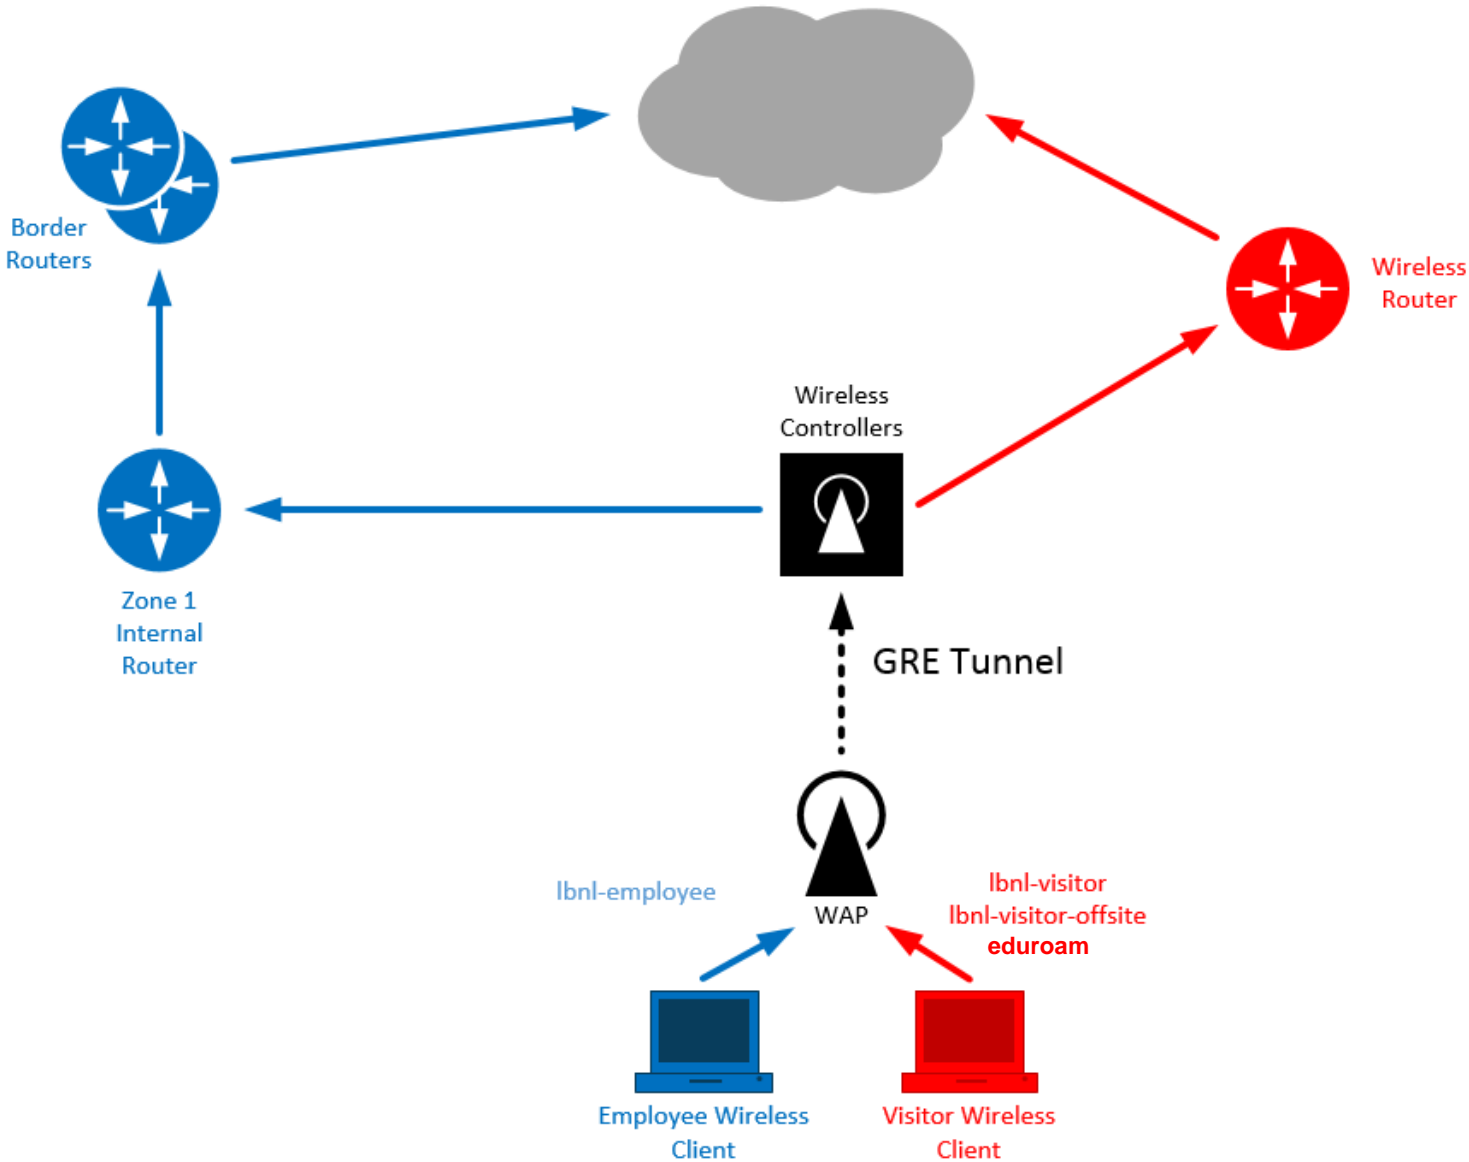 Border
Routers
Wireless
Router
Wireless
Controllers
Zone 1
Internal
Router
GRE Tunnel
lbnl-employee
WAP
lbnl-visitor
lbnl-visitor-offsite
eduroam
Employee Wireless
Client
Visitor Wireless
Client